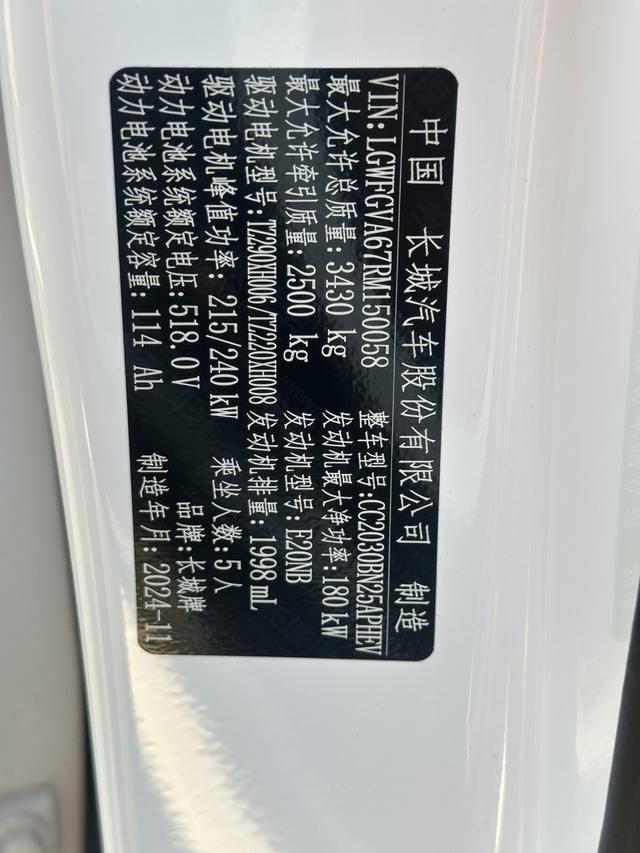 中国 长城汽车股份有限公司 制造
VIN: LGWFGVA67RM150058 整车型号:CC2030BN25APHEV
最大允许总质量: 3430 kg 发动机最大净功率:180kW
最大允许牵引质量: 2500 kg 发动机型号: E20NB
驱动电机型号:TZ290XH006/TZ220XH008 发动机排量: 1998 mL
驱动电机峰值功率: 215/240 kW 乘坐人数: 5人
动力电池系统额定电压:518.0V 品牌:长城牌
动力电池系统额定容量: 114 Ah 制造年月: 2024-11